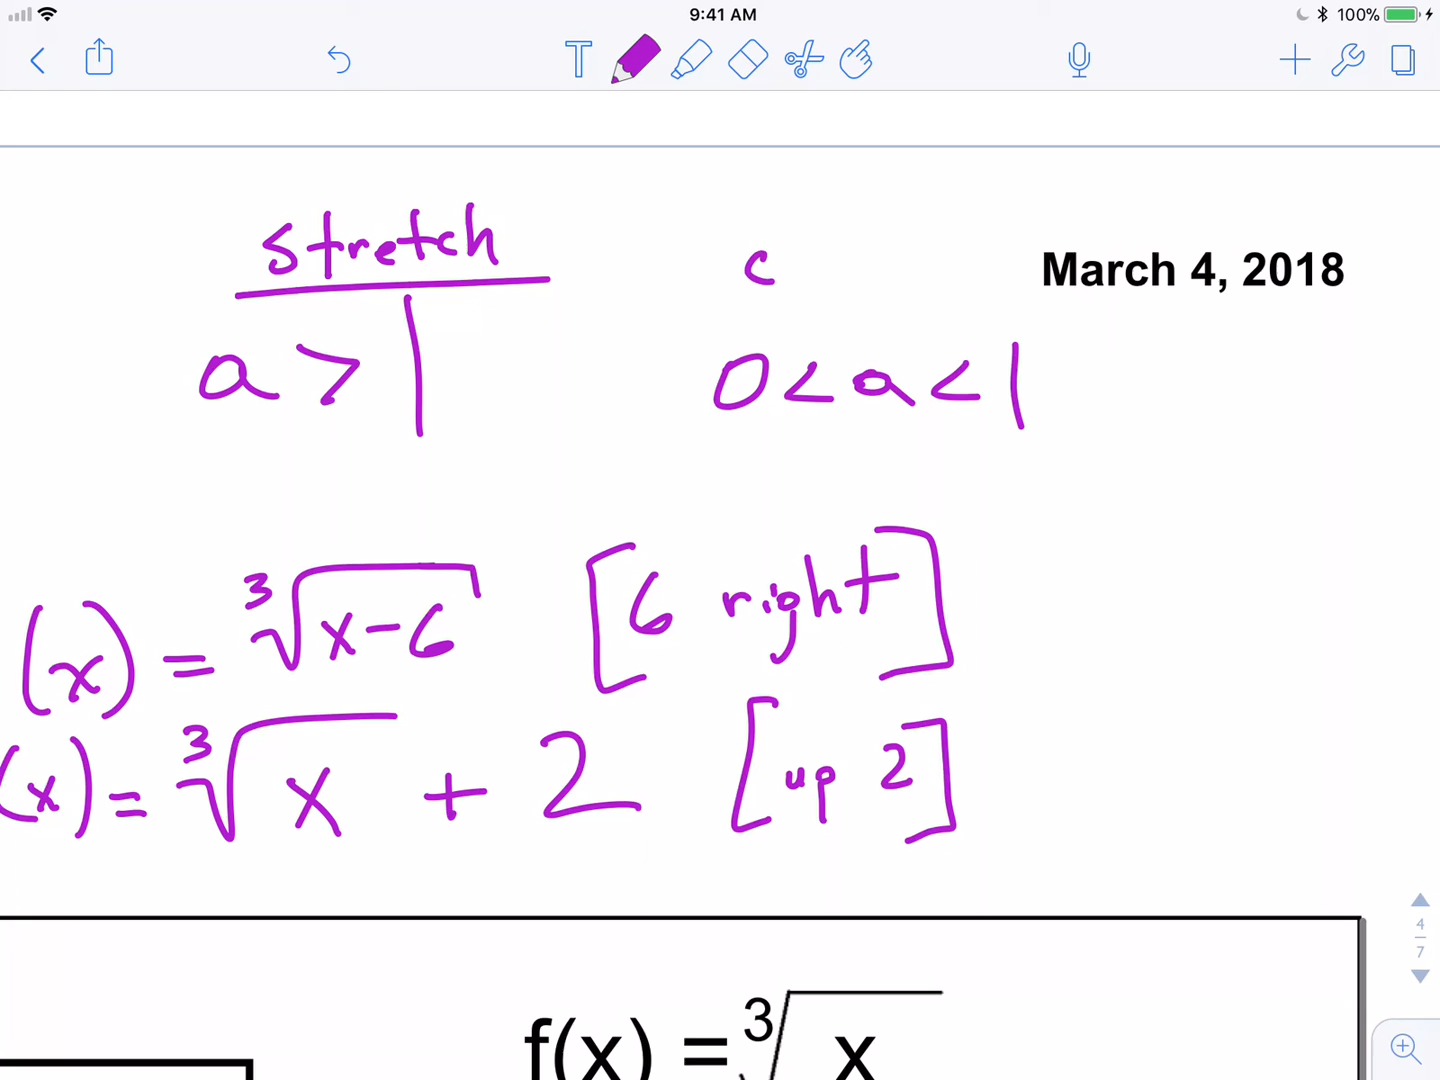 9:41 AM 100%
T
stretch c March 4, 2018
a > 1 0 < a < 1
(x) = ∛x-6 [6 right]
(x) = ∛x + 2 [up 2]
4
7
f(x) = ∛x